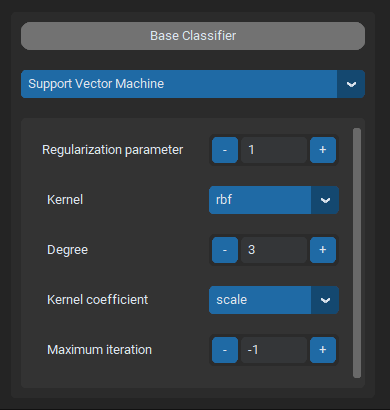 Base Classifier
Support Vector Machine
Regularization parameter - 1 +
Kernel rbf
Degree - 3 +
Kernel coefficient scale
Maximum iteration - -1 +